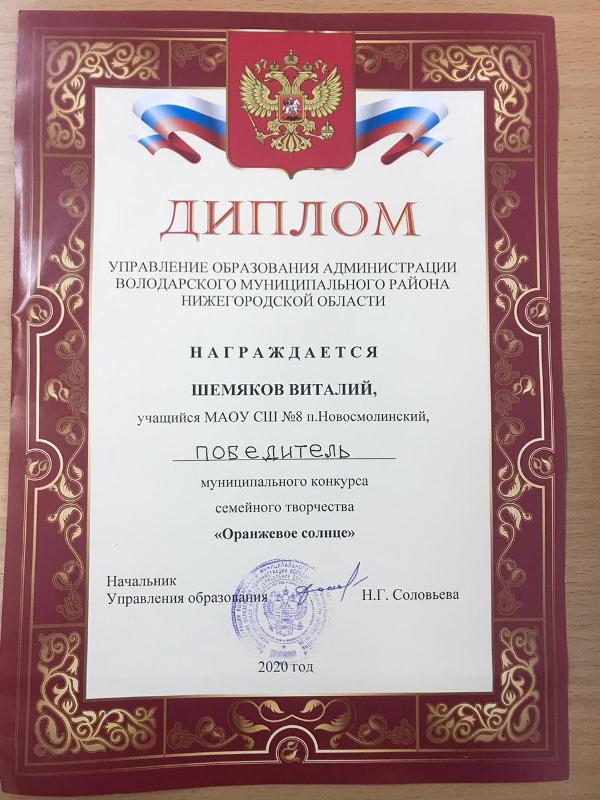 ДИПЛОМ
УПРАВЛЕНИЕ ОБРАЗОВАНИЯ АДМИНИСТРАЦИИ
ВОЛОДАРСКОГО МУНИЦИПАЛЬНОГО РАЙОНА
НИЖЕГОРОДСКОЙ ОБЛАСТИ
НАГРАЖДАЕТСЯ
ШЕМЯКОВ ВИТАЛИЙ,
учащийся МАОУ СШ №8 п.Новосмолинский,
победитель
муниципального конкурса
семейного творчества
«Оранжевое солнце»
Начальник
Управления образования Н.Г. Соловьева
2020 год